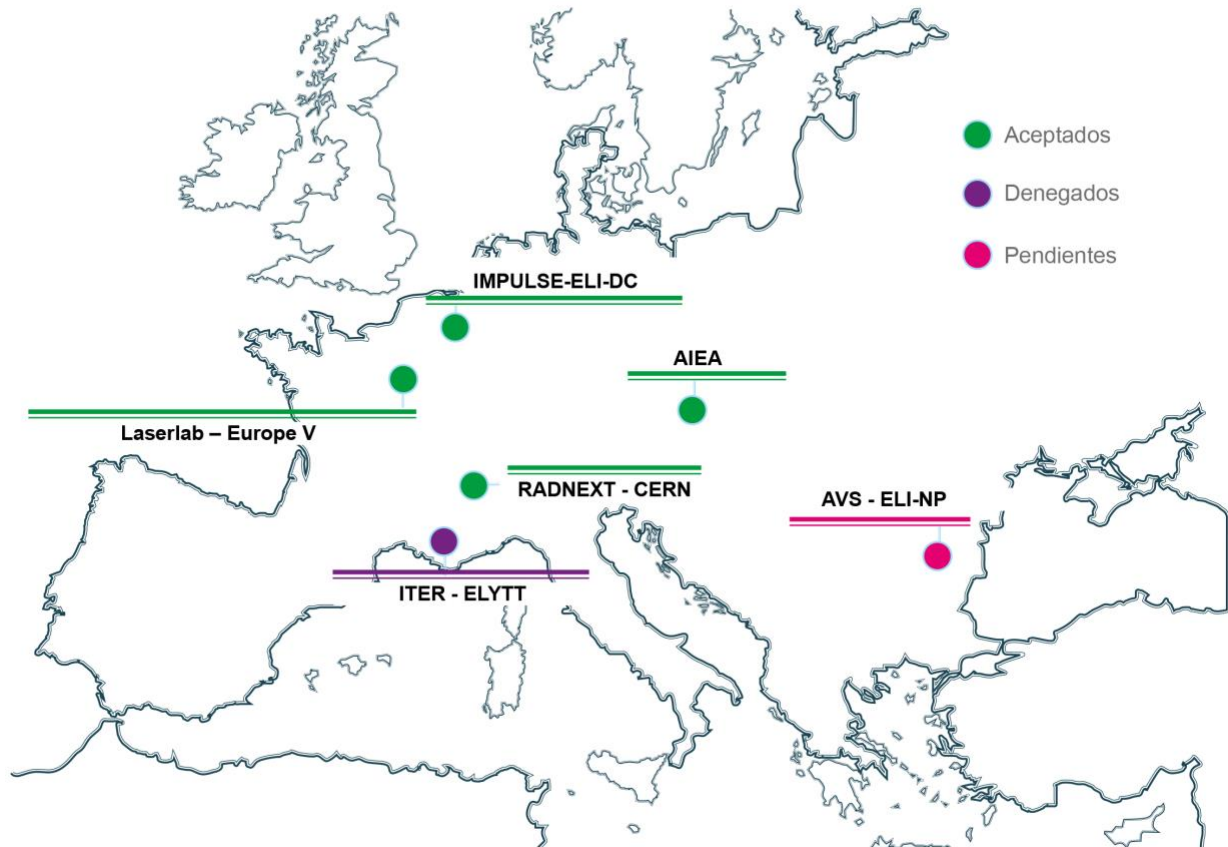 Aceptados
Denegados
Pendientes
IMPULSE-ELI-DC
AIEA
Laserlab – Europe V
RADNEXT - CERN
AVS - ELI-NP
ITER - ELYTT